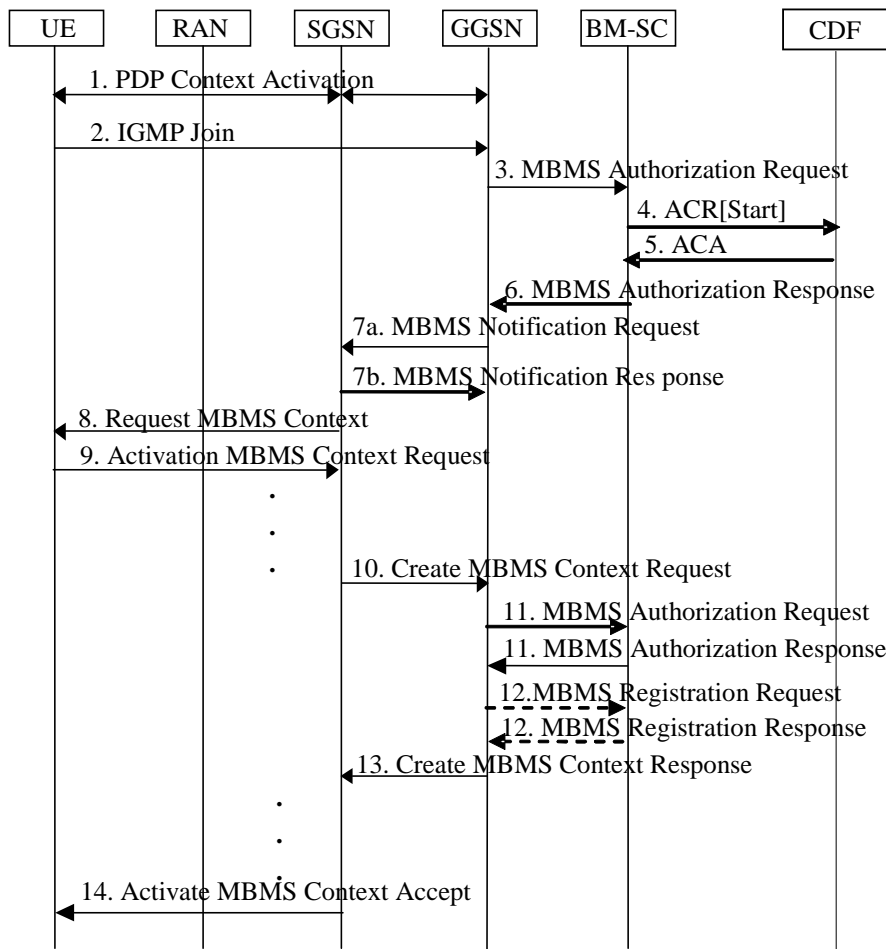 UE RAN SGSN GGSN BM-SC CDF
1. PDP Context Activation
2. IGMP Join
3. MBMS Authorization Request
4. ACR[Start]
5. ACA
6. MBMS Authorization Response
7a. MBMS Notification Request
7b. MBMS Notification Res ponse
8. Request MBMS Context
9. Activation MBMS Context Request
10. Create MBMS Context Request
11. MBMS Authorization Request
11. MBMS Authorization Response
12.MBMS Registration Request
12. MBMS Registration Response
13. Create MBMS Context Response
14. Activate MBMS Context Accept